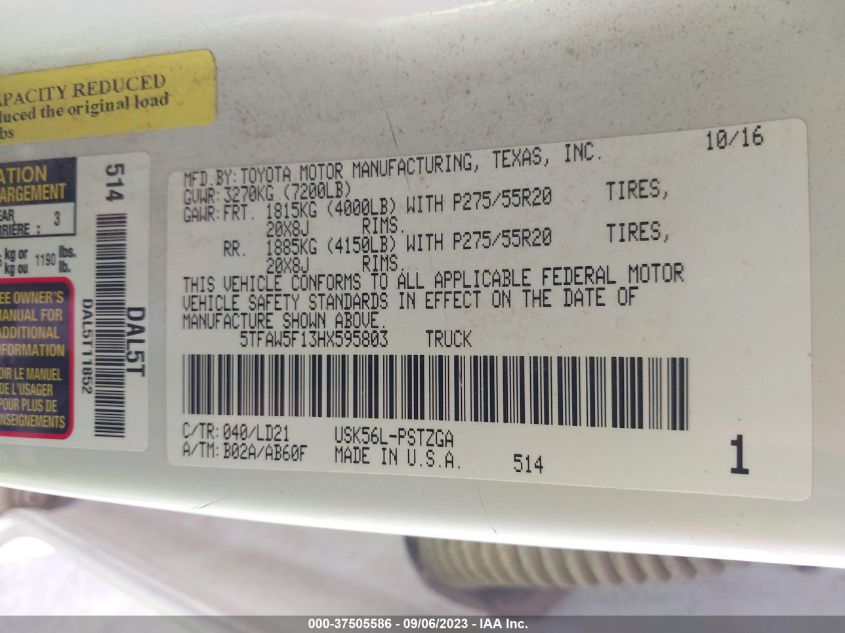 APACITY REDUCED
duced the original load
lbs
ATION
ARGEMENT
EAR
RRIÈRE : 3
kg or 1190 lbs.
kg ou lb.
EE OWNER'S
MANUAL FOR
ADDITIONAL
INFORMATION
OIR LE MANUEL
DE L'USAGER
POUR PLUS DE
ENSEIGNEMENTS
514
DAL5T
DAL5T11852
10/16
MFD.BY:TOYOTA MOTOR MANUFACTURING, TEXAS, INC.
GVWR:3270KG (7200LB)
GAWR:FRT. 1815KG (4000LB) WITH P275/55R20 TIRES,
20X8J RIMS.
RR. 1885KG (4150LB) WITH P275/55R20 TIRES,
20X8J RIMS.
THIS VEHICLE CONFORMS TO ALL APPLICABLE FEDERAL MOTOR
VEHICLE SAFETY STANDARDS IN EFFECT ON THE DATE OF
MANUFACTURE SHOWN ABOVE.
5TFAW5F13HX595803 TRUCK
C/TR:040/LD21 USK56L-PSTZGA
A/TM:B02A/AB60F MADE IN U.S.A. 514
1
000-37505586 - 09/06/2023 - IAA Inc.